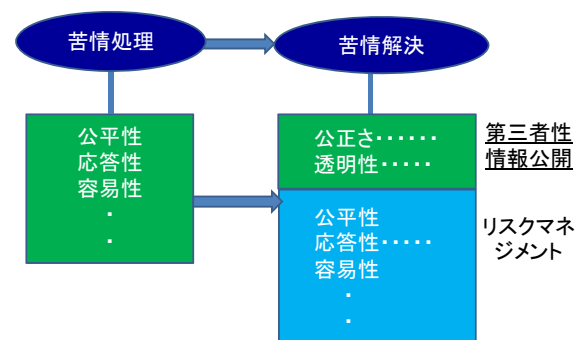 苦情処理
苦情解決
公平性
応答性
容易性
・
・
公正さ・・・・・・
透明性・・・・・
第三者性
情報公開
公平性
応答性・・・・・
容易性
・
・
リスクマネ
ジメント